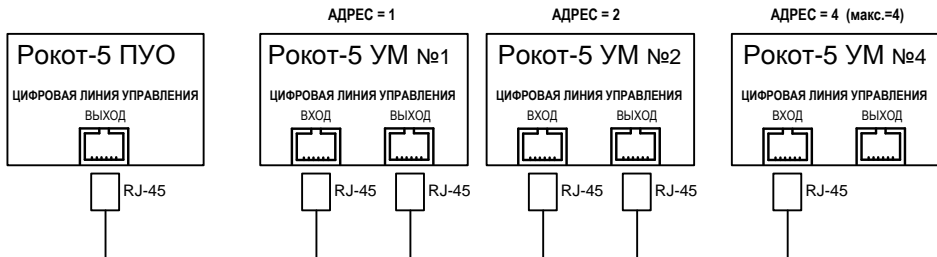 АДРЕС = 1 АДРЕС = 2 АДРЕС = 4 (макс.=4)
Рокот-5 ПУО Рокот-5 УМ №1 Рокот-5 УМ №2 Рокот-5 УМ №4
ЦИФРОВАЯ ЛИНИЯ УПРАВЛЕНИЯ ЦИФРОВАЯ ЛИНИЯ УПРАВЛЕНИЯ ЦИФРОВАЯ ЛИНИЯ УПРАВЛЕНИЯ ЦИФРОВАЯ ЛИНИЯ УПРАВЛЕНИЯ
ВЫХОД ВХОД ВЫХОД ВХОД ВЫХОД ВХОД ВЫХОД
RJ-45 RJ-45 RJ-45 RJ-45 RJ-45 RJ-45